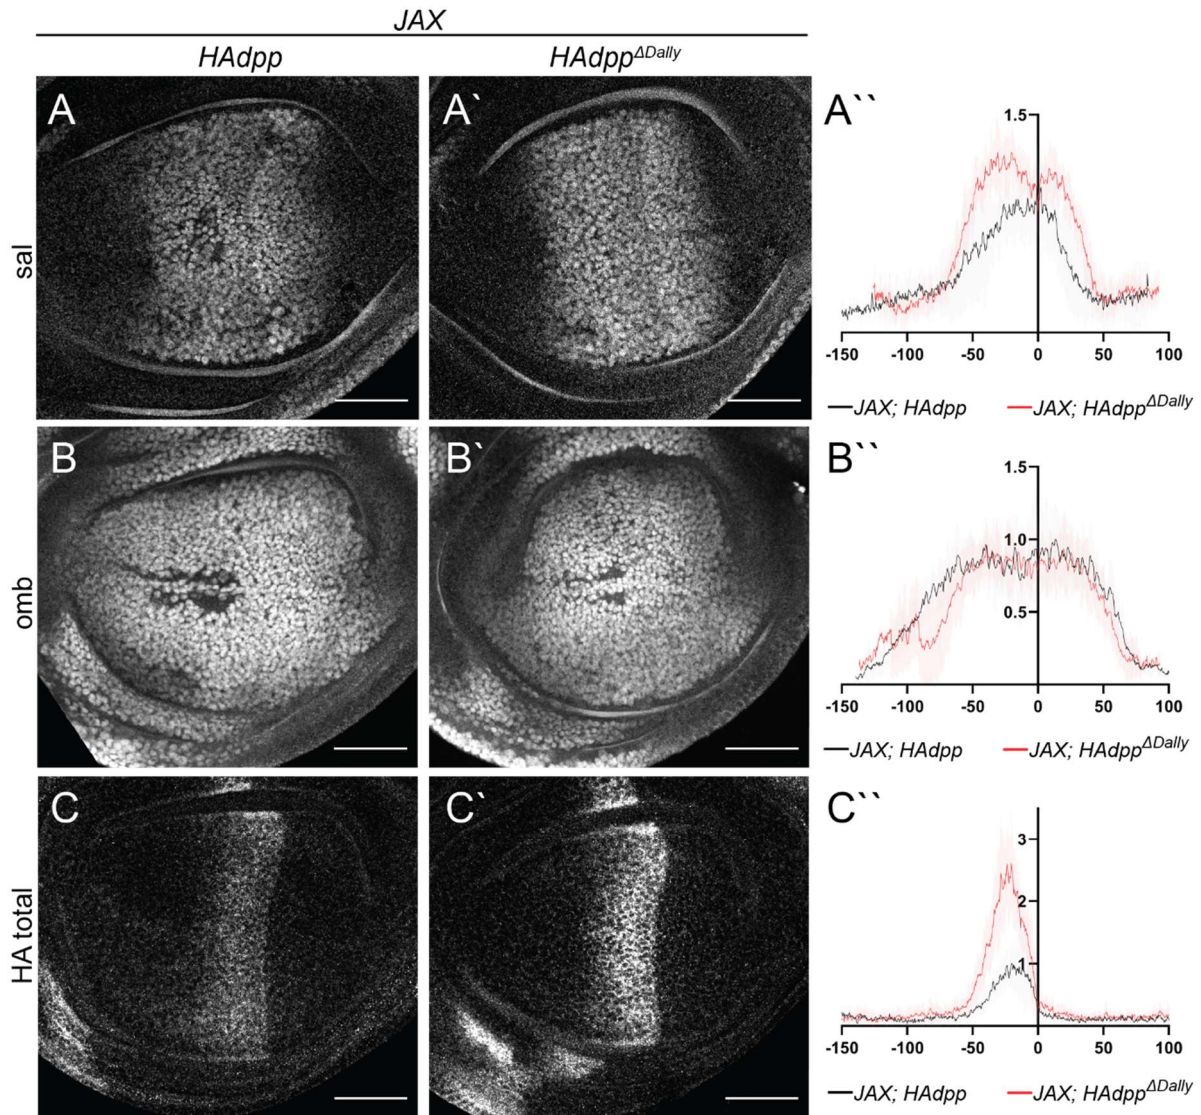 JAX
HAdpp
HAdpp^ΔDally
sal
A
A`
A``
1.5
-150 -100 -50 0 50 100
JAX; HAdpp JAX; HAdpp^ΔDally
omb
B
B`
B``
1.5
1.0
0.5
-150 -100 -50 0 50 100
JAX; HAdpp JAX; HAdpp^ΔDally
HA total
C
C`
C``
3
2
1
-150 -100 -50 0 50 100
JAX; HAdpp JAX; HAdpp^ΔDally